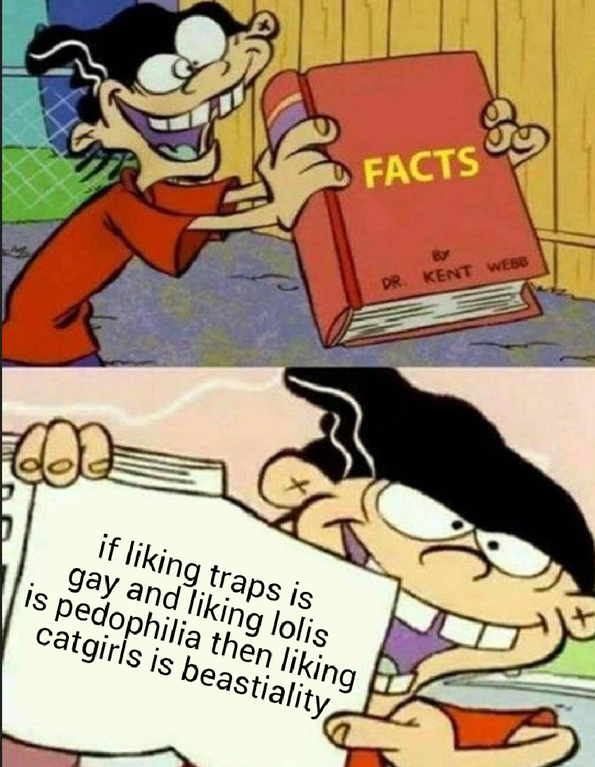 FACTS
BY
DR. KENT WEBB
if liking traps is
gay and liking lolis
is pedophilia then liking
catgirls is beastiality